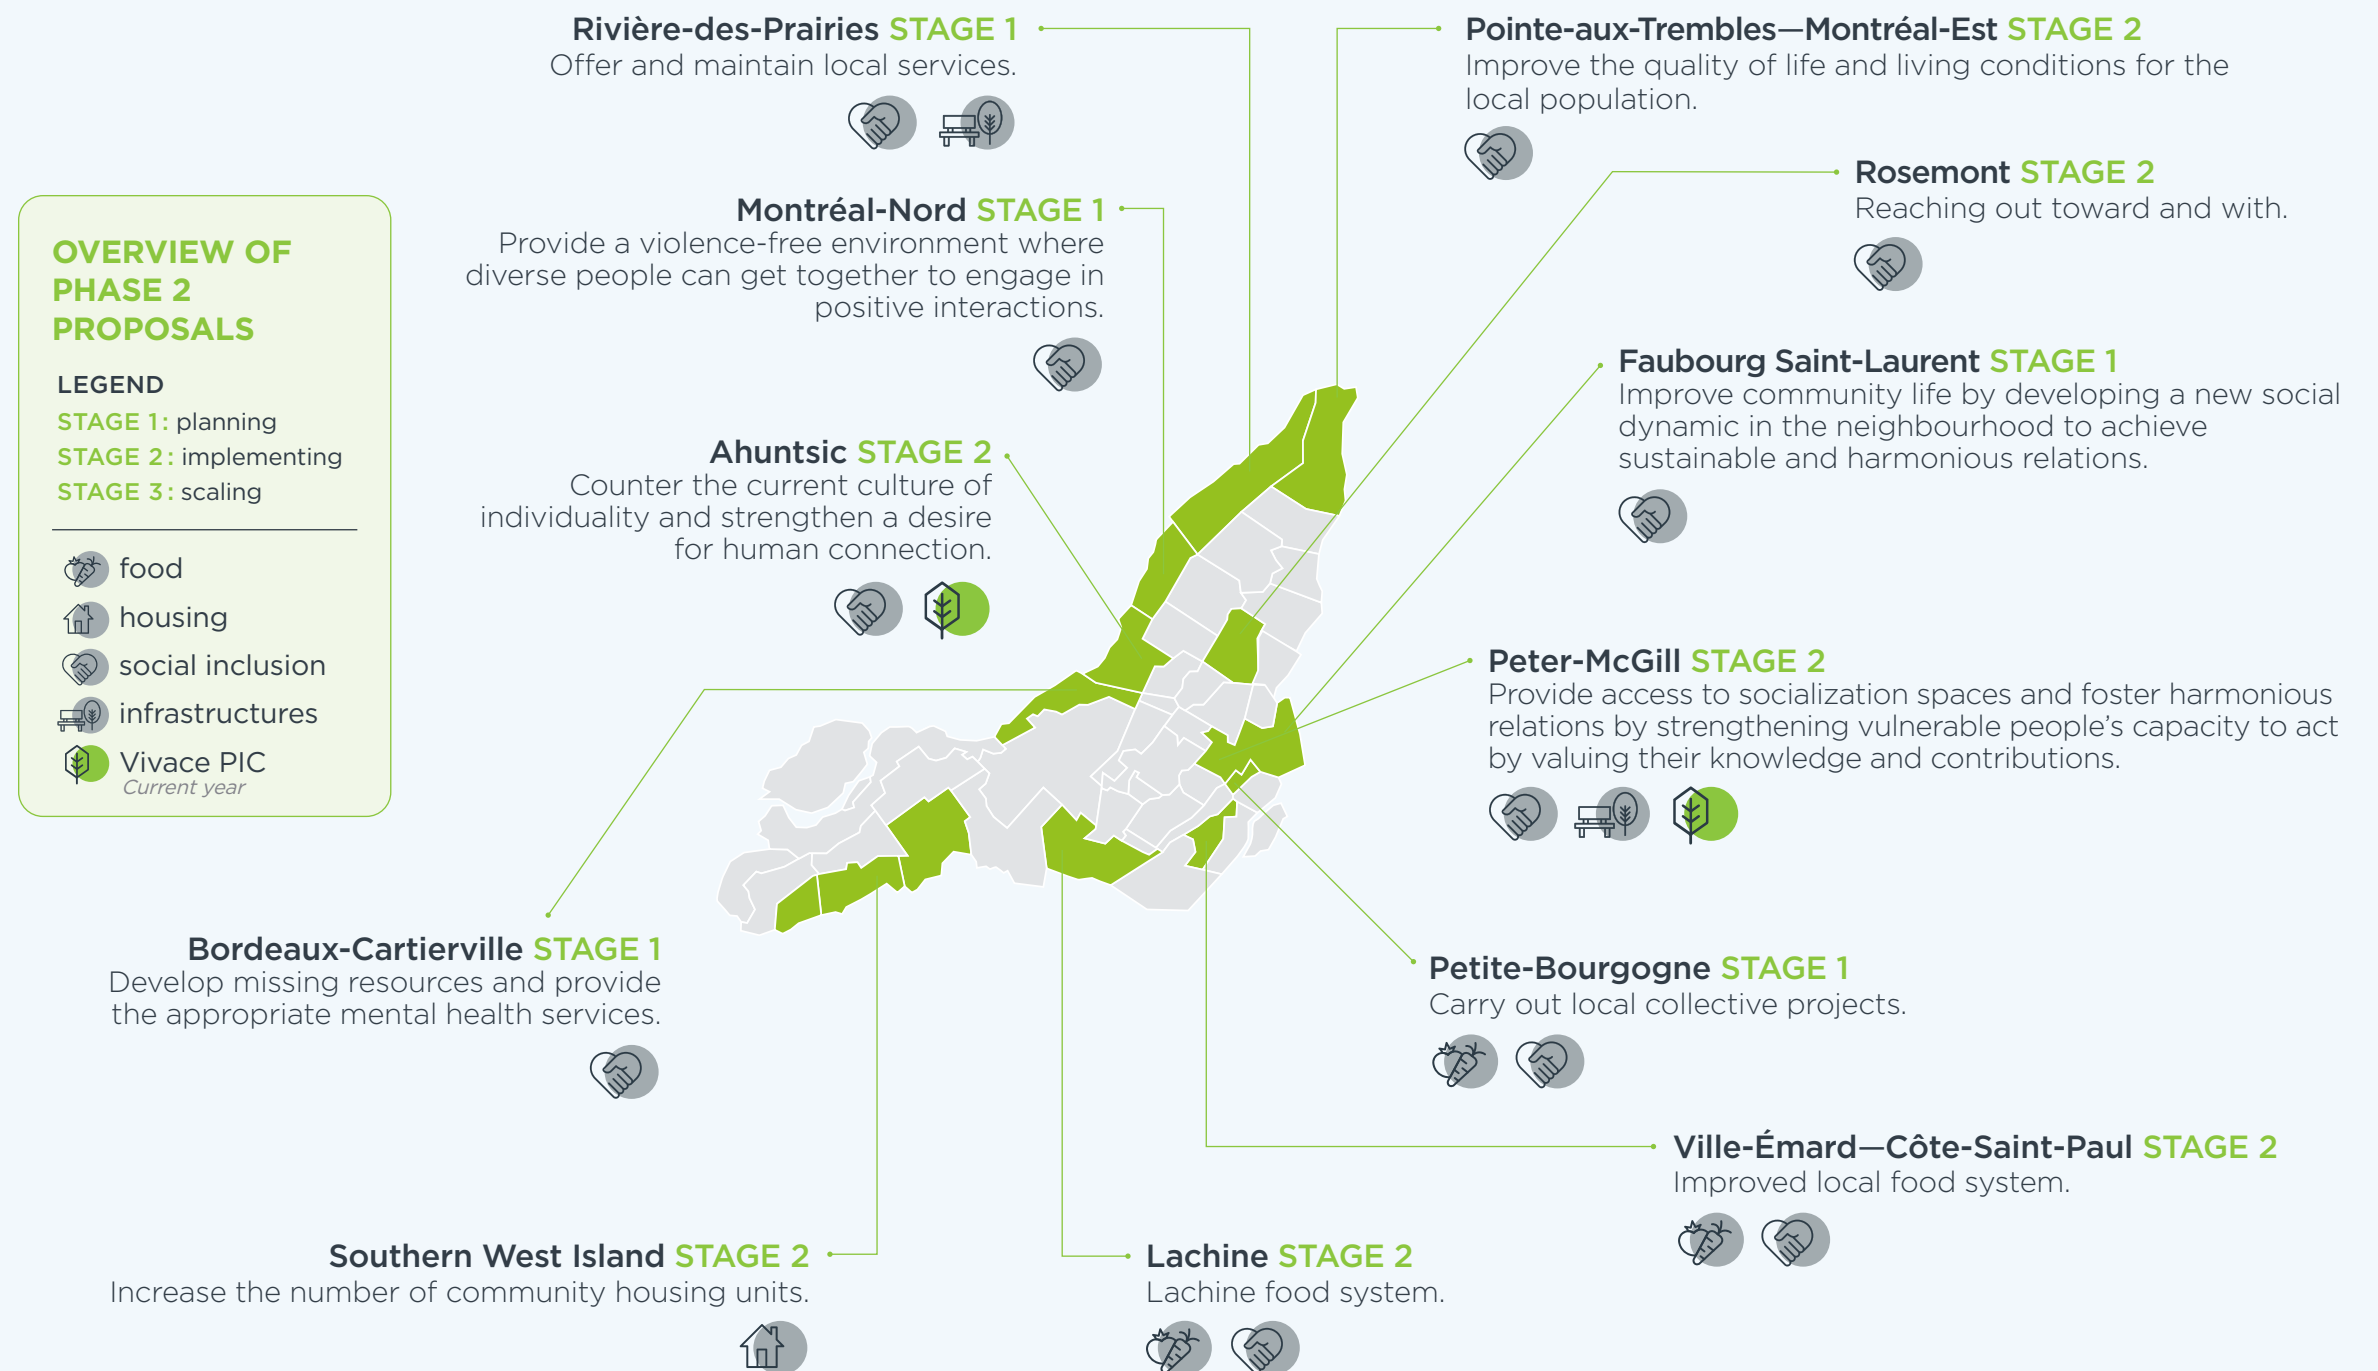 Rivière-des-Prairies STAGE 1
Offer and maintain local services.
Pointe-aux-Trembles—Montréal-Est STAGE 2
Improve the quality of life and living conditions for the
local population.
Rosemont STAGE 2
Reaching out toward and with.
OVERVIEW OF
PHASE 2
PROPOSALS
LEGEND
STAGE 1: planning
STAGE 2: implementing
STAGE 3: scaling
food
housing
social inclusion
infrastructures
Vivace PIC
Current year
Montréal-Nord STAGE 1
Provide a violence-free environment where
diverse people can get together to engage in
positive interactions.
Faubourg Saint-Laurent STAGE 1
Improve community life by developing a new social
dynamic in the neighbourhood to achieve
sustainable and harmonious relations.
Ahuntsic STAGE 2
Counter the current culture of
individuality and strengthen a desire
for human connection.
Peter-McGill STAGE 2
Provide access to socialization spaces and foster harmonious
relations by strengthening vulnerable people's capacity to act
by valuing their knowledge and contributions.
Bordeaux-Cartierville STAGE 1
Develop missing resources and provide
the appropriate mental health services.
Petite-Bourgogne STAGE 1
Carry out local collective projects.
Ville-Émard—Côte-Saint-Paul STAGE 2
Improved local food system.
Southern West Island STAGE 2
Increase the number of community housing units.
Lachine STAGE 2
Lachine food system.